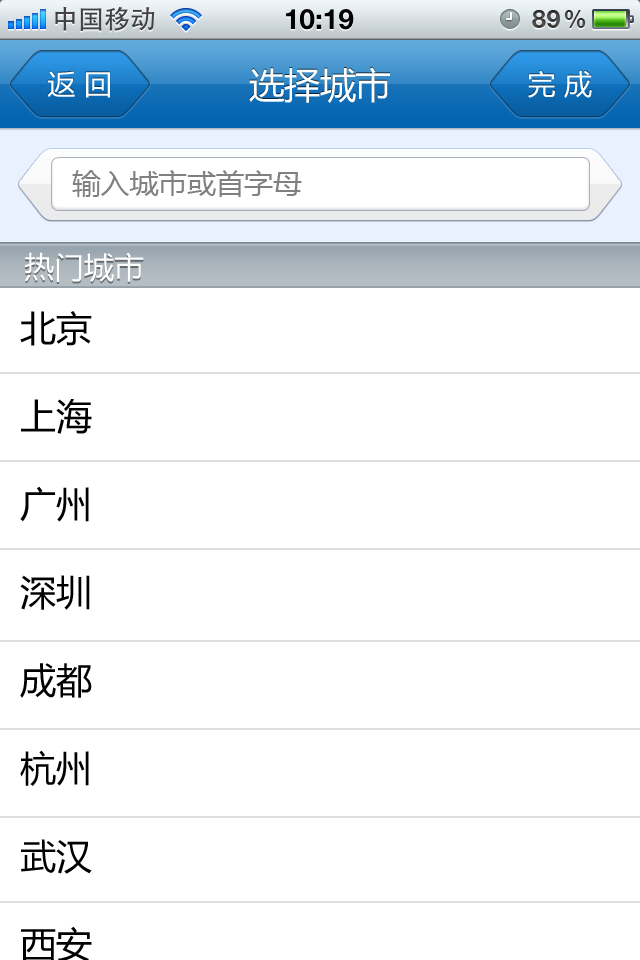 中国移动 10:19 89%
返回 选择城市 完成
输入城市或首字母
热门城市
北京
上海
广州
深圳
成都
杭州
武汉
西安